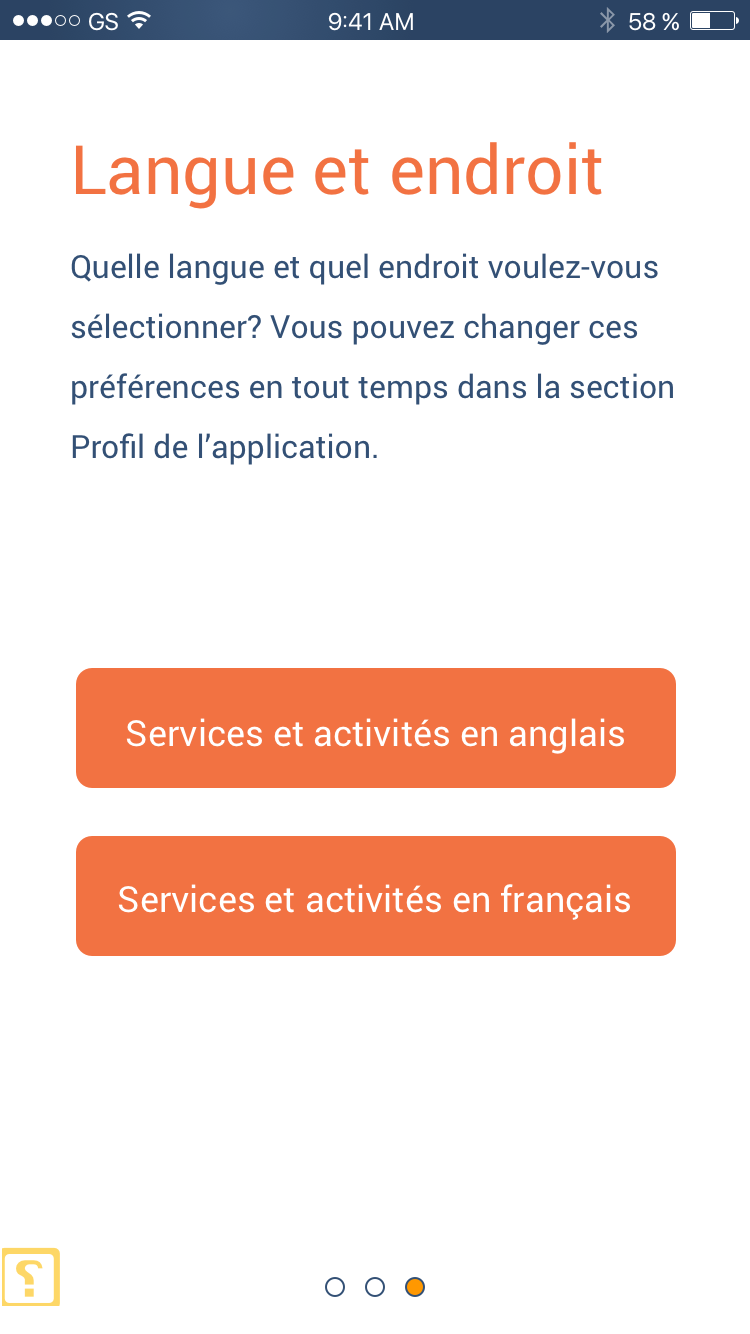 GS 9:41 AM 58 %
Langue et endroit
Quelle langue et quel endroit voulez-vous
sélectionner? Vous pouvez changer ces
préférences en tout temps dans la section
Profil de l’application.
Services et activités en anglais
Services et activités en français
⸮